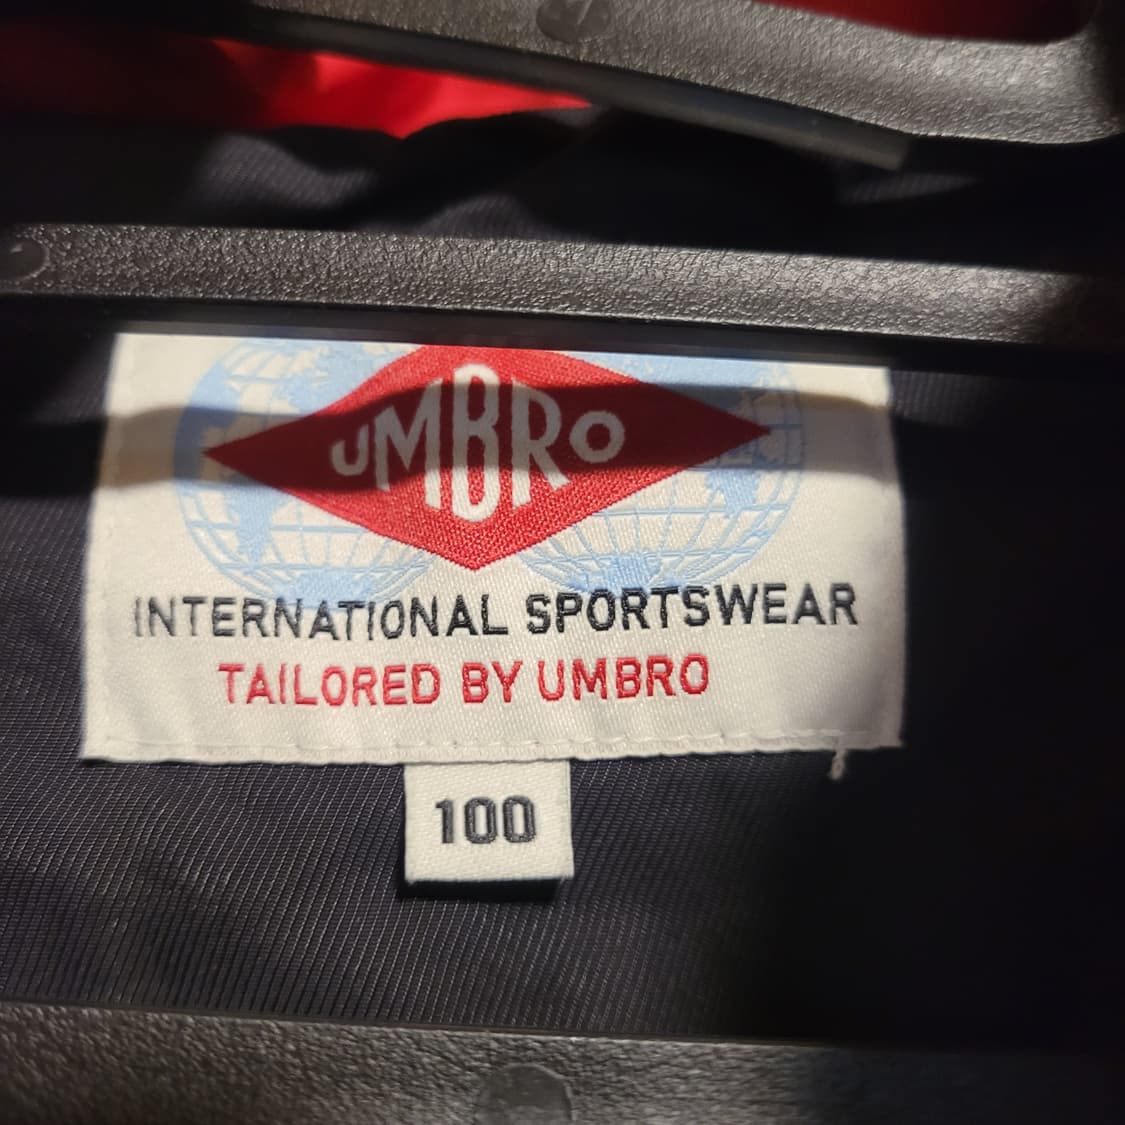 UMBRO
INTERNATIONAL SPORTSWEAR
TAILORED BY UMBRO
100